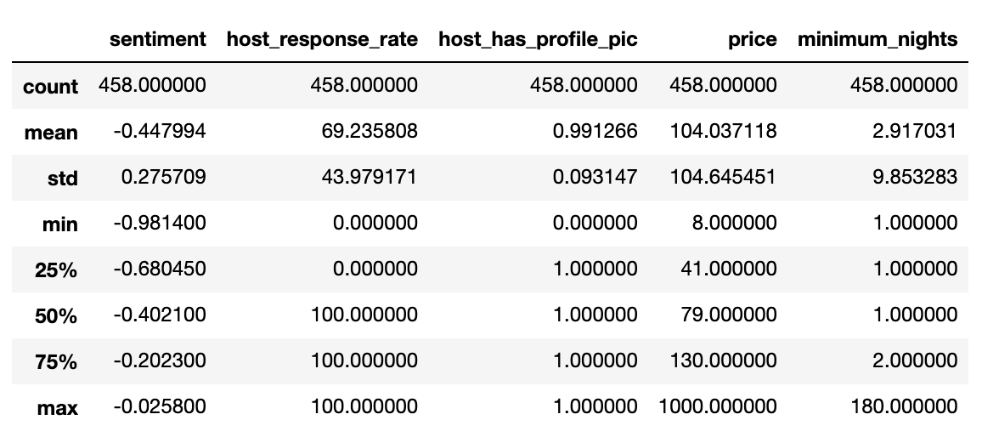 sentiment host_response_rate host_has_profile_pic price minimum_nights
count 458.000000 458.000000 458.000000 458.000000 458.000000
mean -0.447994 69.235808 0.991266 104.037118 2.917031
std 0.275709 43.979171 0.093147 104.645451 9.853283
min -0.981400 0.000000 0.000000 8.000000 1.000000
25% -0.680450 0.000000 1.000000 41.000000 1.000000
50% -0.402100 100.000000 1.000000 79.000000 1.000000
75% -0.202300 100.000000 1.000000 130.000000 2.000000
max -0.025800 100.000000 1.000000 1000.000000 180.000000